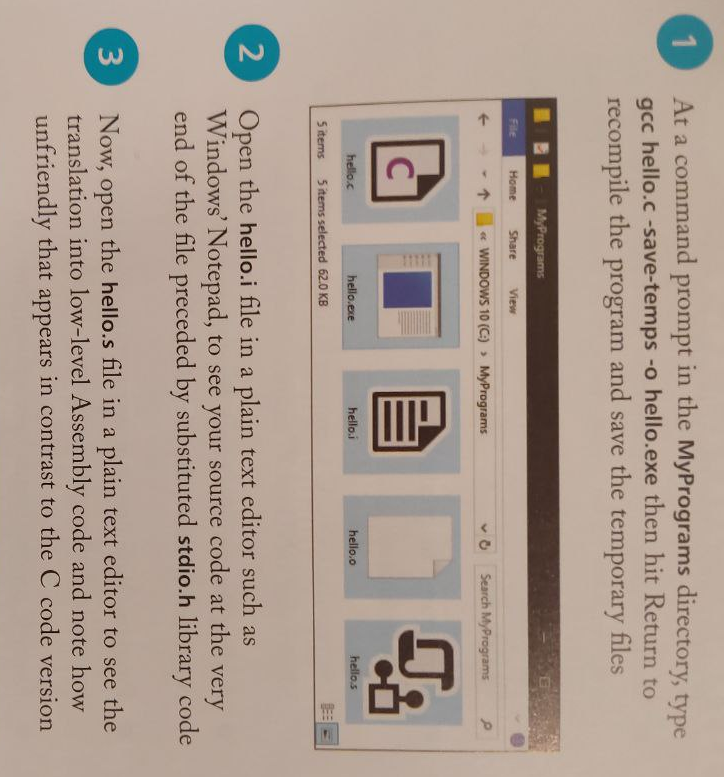 1
At a command prompt in the MyPrograms directory, type
gcc hello.c -save-temps -o hello.exe then hit Return to
recompile the program and save the temporary files
MyPrograms
File Home Share View
« WINDOWS 10 (C:) > MyPrograms
Search MyPrograms
hello.c hello.exe hello.i hello.o hello.s
5 items 5 items selected 62.0 KB
2
Open the hello.i file in a plain text editor such as
Windows' Notepad, to see your source code at the very
end of the file preceded by substituted stdio.h library code
3
Now, open the hello.s file in a plain text editor to see the
translation into low-level Assembly code and note how
unfriendly that appears in contrast to the C code version